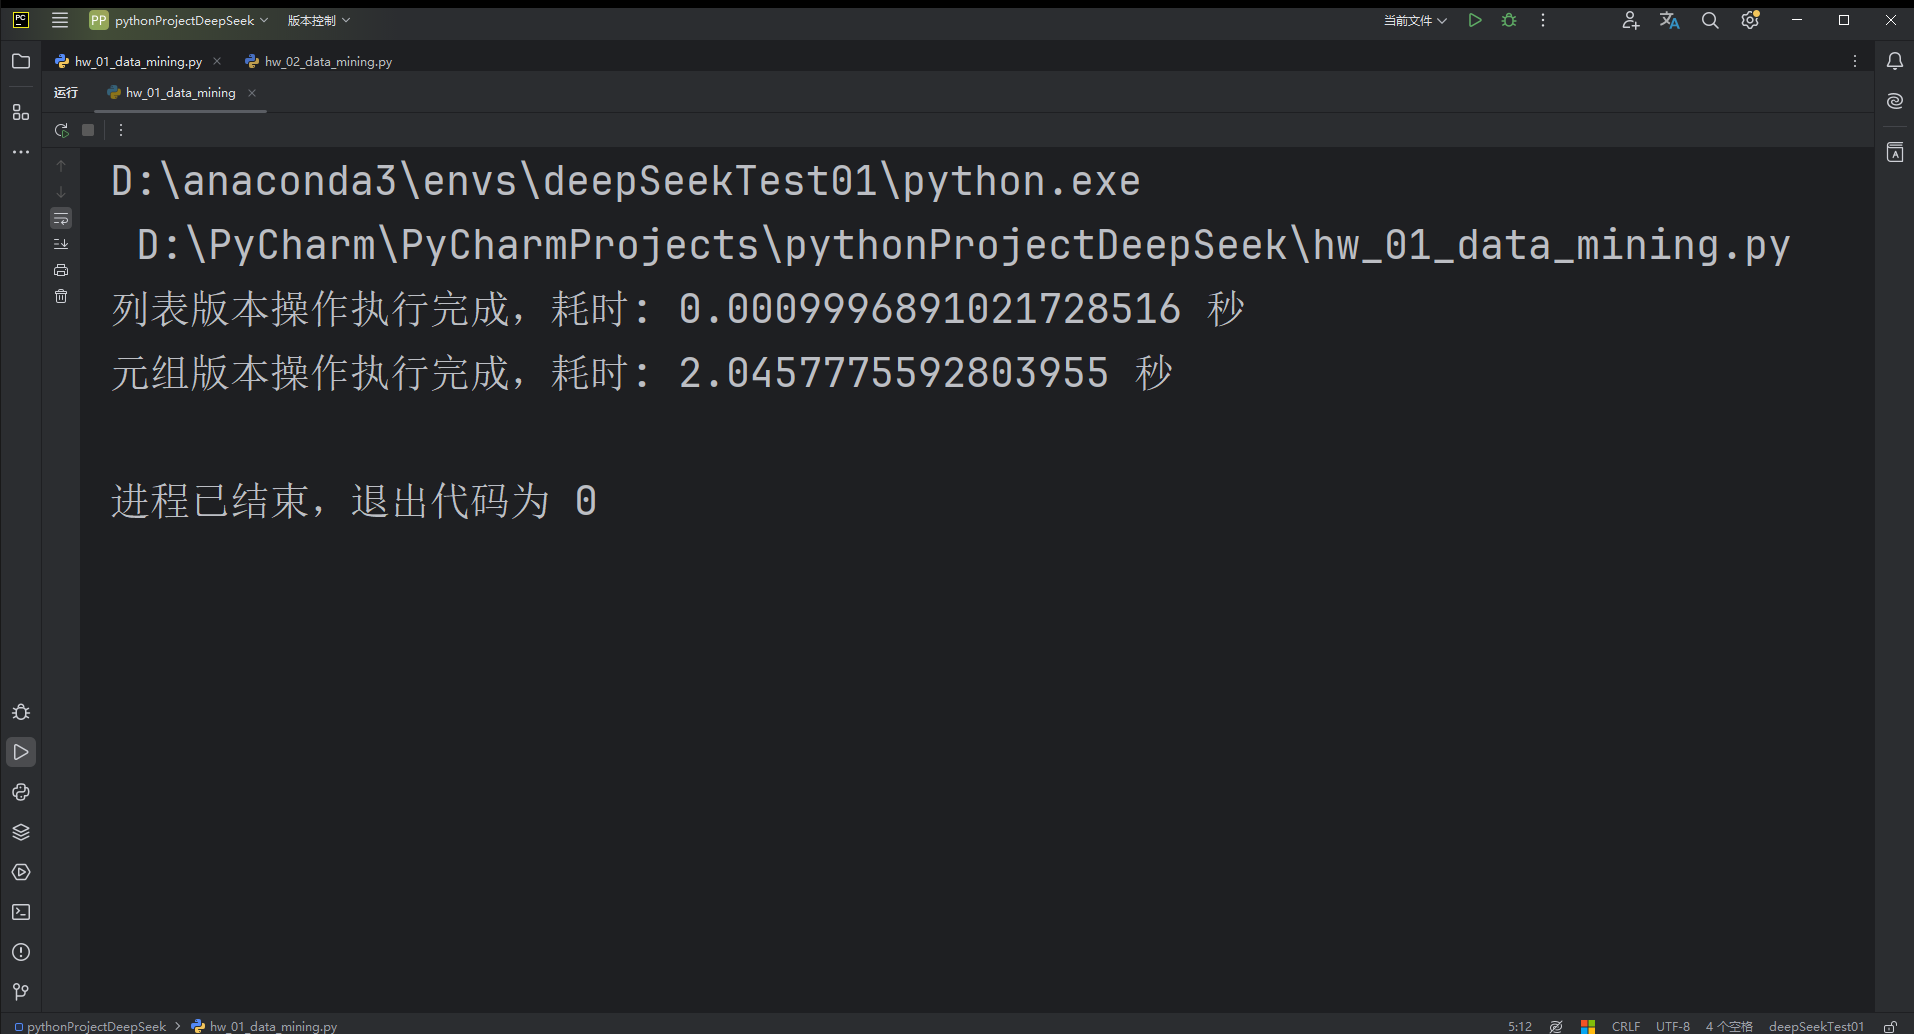 PC
PP pythonProjectDeepSeek 版本控制 当前文件
hw_01_data_mining.py hw_02_data_mining.py
运行 hw_01_data_mining
D:\anaconda3\envs\deepSeekTest01\python.exe
D:\PyCharm\PyCharmProjects\pythonProjectDeepSeek\hw_01_data_mining.py
列表版本操作执行完成，耗时: 0.0009996891021728516 秒
元组版本操作执行完成，耗时: 2.0457775592803955 秒
进程已结束，退出代码为 0
pythonProjectDeepSeek > hw_01_data_mining.py 5:12 CRLF UTF-8 4 个空格 deepSeekTest01